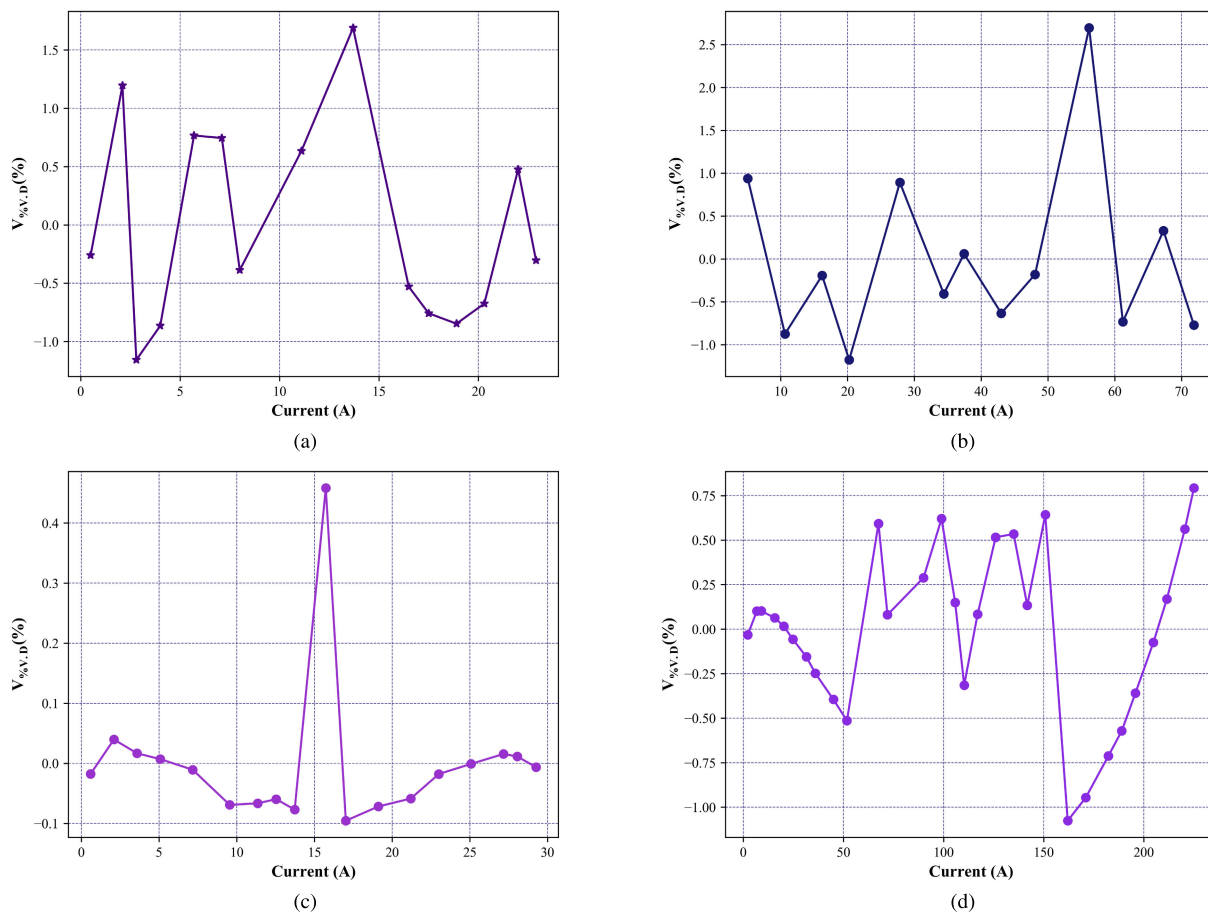 1.5
1.0
0.5
0.0
−0.5
−1.0
V%V.D(%)
0 5 10 15 20
Current (A)
(a)
2.5
2.0
1.5
1.0
0.5
0.0
−0.5
−1.0
V%V.D(%)
10 20 30 40 50 60 70
Current (A)
(b)
0.4
0.3
0.2
0.1
0.0
−0.1
V%V.D(%)
0 5 10 15 20 25 30
Current (A)
(c)
0.75
0.50
0.25
0.00
−0.25
−0.50
−0.75
−1.00
V%V.D(%)
0 50 100 150 200
Current (A)
(d)